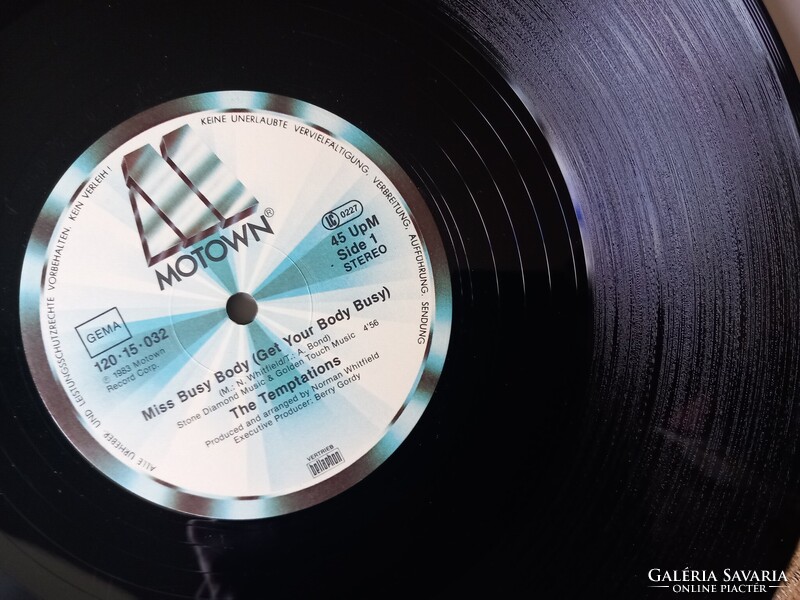 ALLE URHEBER UND LEISTUNGSSCHUTZRECHTE VORBEHALTEN. KEIN VERLEIH! KEINE UNERLAUBTE VERVIELFÄLTIGUNG, VERBREITUNG, AUFFÜHRUNG, SENDUNG
MOTOWN®
LC 0227
45 UpM
Side 1
STEREO
GEMA
120·15·032
℗ 1983 Motown
Record Corp.
Miss Busy Body (Get Your Body Busy)
(M.: N. Whitfield/T.: A. Bond)
Stone Diamond Music & Golden Touch Music 4'56
The Temptations
Produced and arranged by Norman Whitfield
Executive Producer: Berry Gordy
VERTRIEB
bellaphon
GALÉRIA SAVARIA
ONLINE PIACTÉR